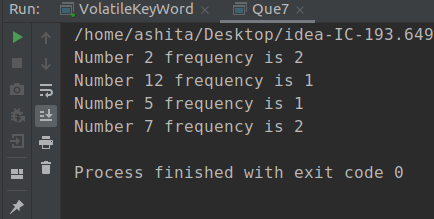 Run: VolatileKeyWord × Que7 ×
/home/ashita/Desktop/idea-IC-193.649
Number 2 frequency is 2
Number 12 frequency is 1
Number 5 frequency is 1
Number 7 frequency is 2
Process finished with exit code 0